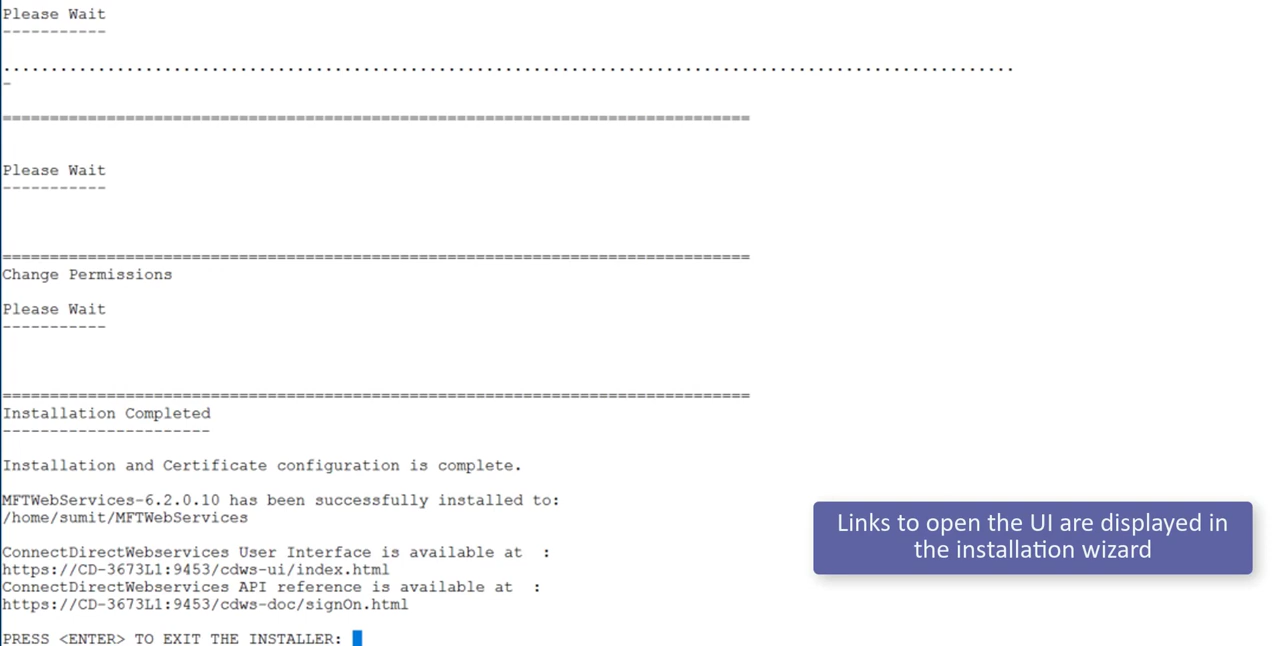 Please Wait
-----------
...........................................................................................................
-
===============================================================================
Please Wait
-----------
===============================================================================
Change Permissions
Please Wait
-----------
===============================================================================
Installation Completed
----------------------
Installation and Certificate configuration is complete.
MFTWebServices-6.2.0.10 has been successfully installed to:
/home/sumit/MFTWebServices
ConnectDirectWebservices User Interface is available at  :
https://CD-3673L1:9453/cdws-ui/index.html
ConnectDirectWebservices API reference is available at  :
https://CD-3673L1:9453/cdws-doc/signOn.html
PRESS <ENTER> TO EXIT THE INSTALLER:
Links to open the UI are displayed in
the installation wizard